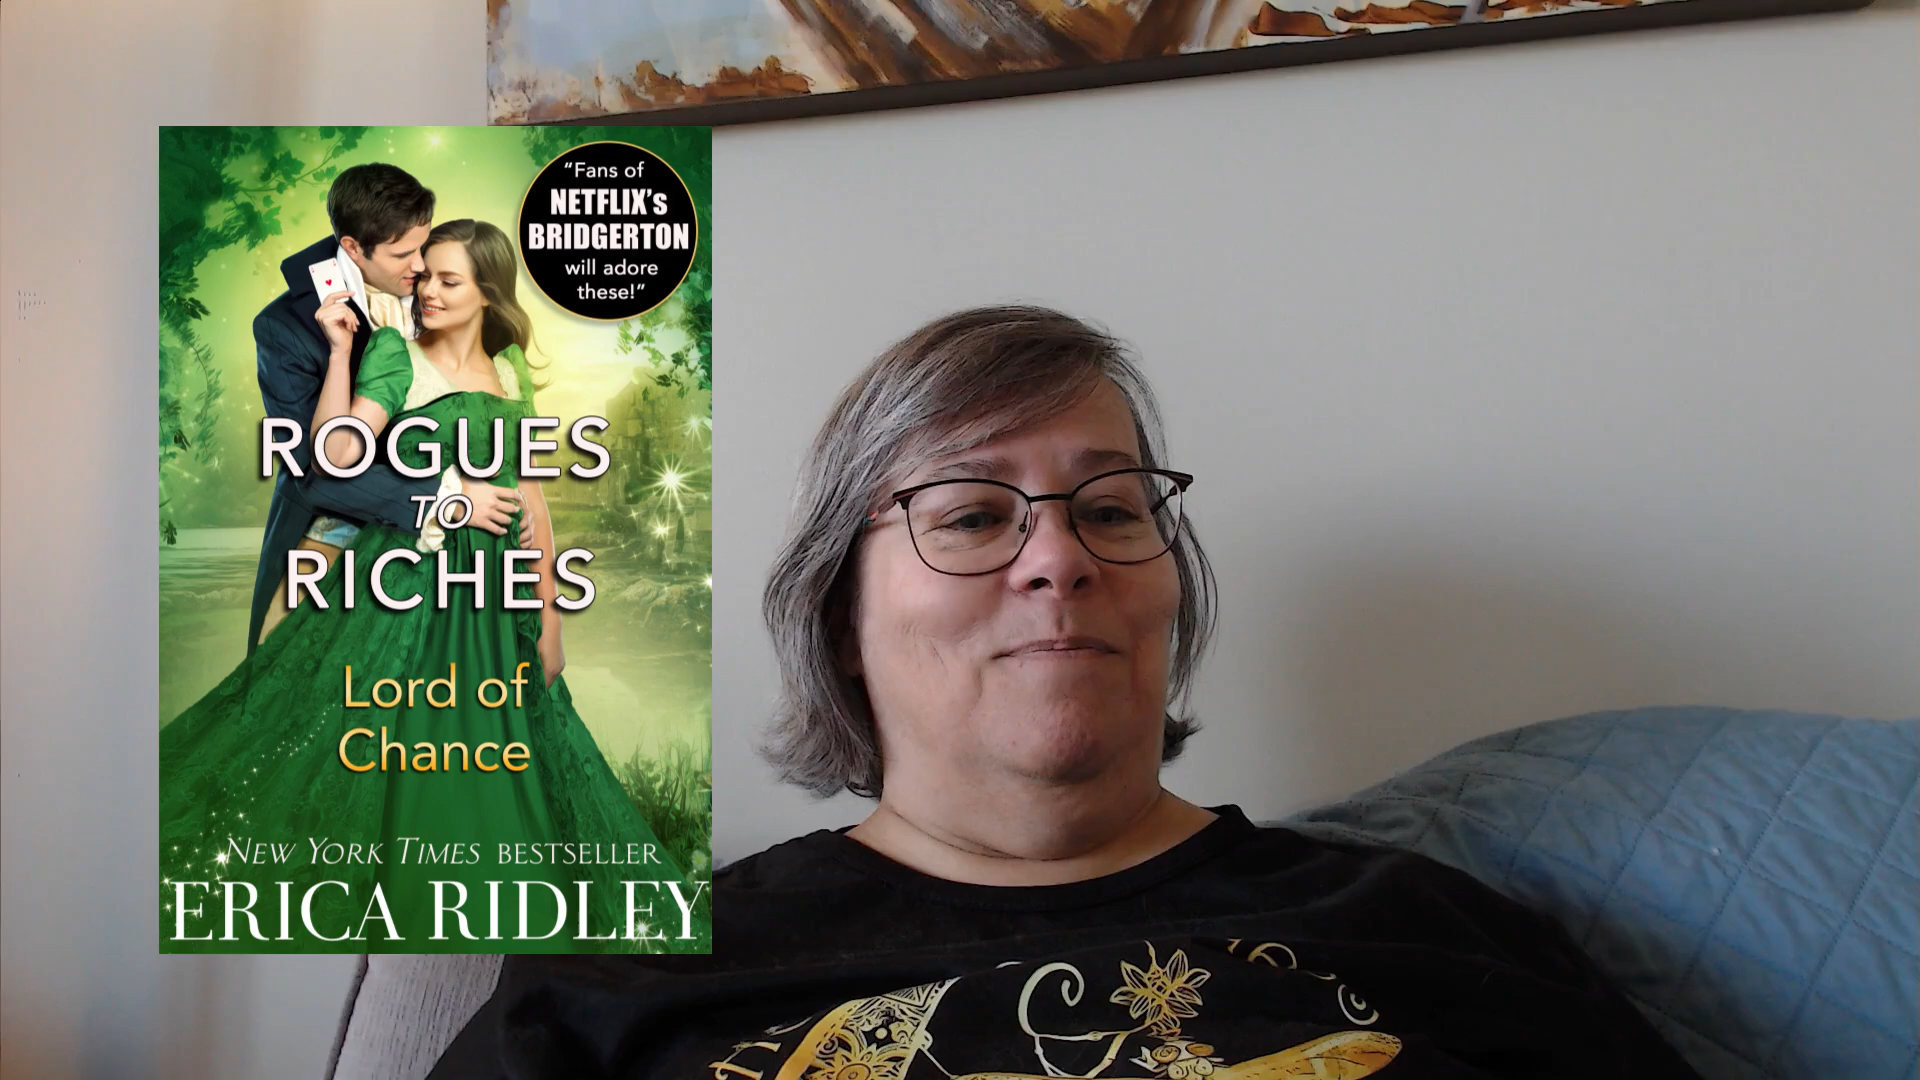 “Fans of
NETFLIX’s
BRIDGERTON
will adore
these!”
ROGUES
TO
RICHES
Lord of
Chance
NEW YORK TIMES BESTSELLER
ERICA RIDLEY